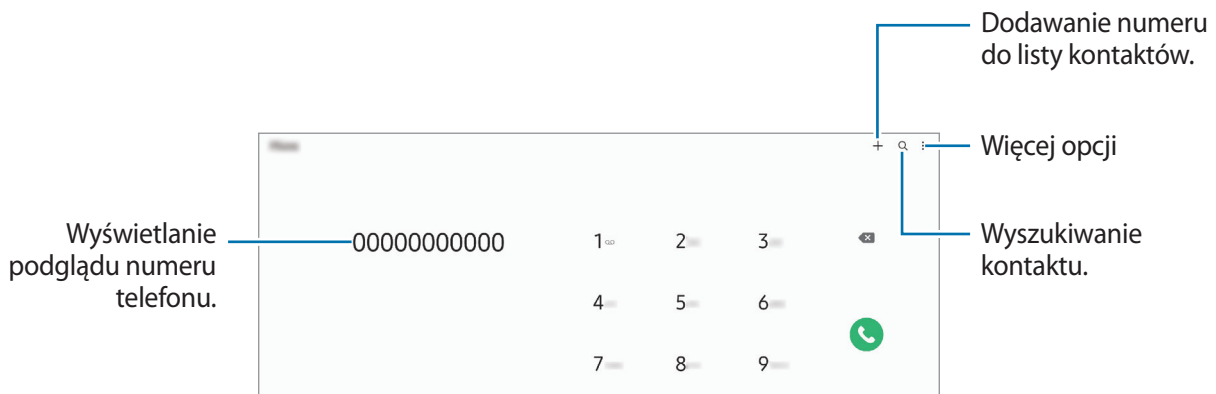 Dodawanie numeru
do listy kontaktów.
Więcej opcji
Wyszukiwanie
kontaktu.
Wyświetlanie
podglądu numeru
telefonu.
00000000000
1 2 3
4 5 6
7 8 9